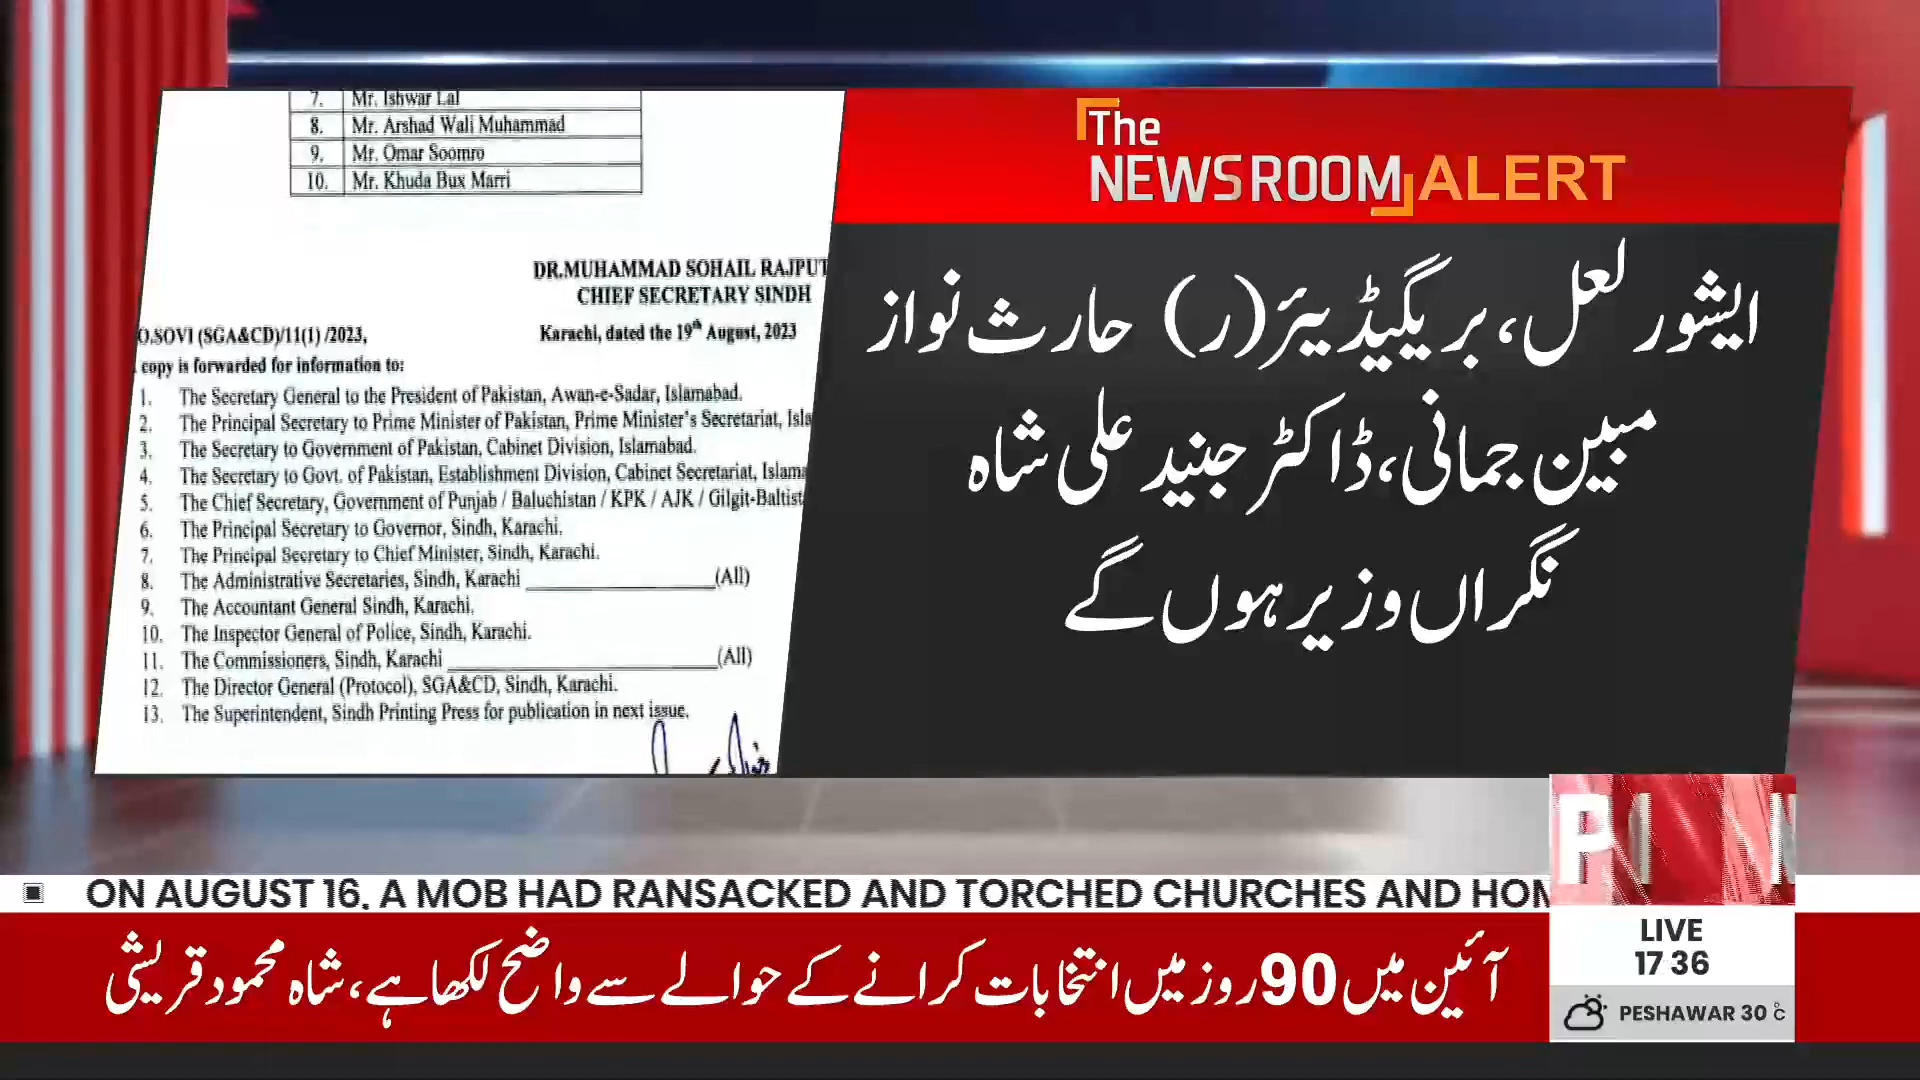 7. Mr. Ishwar Lal
8. Mr. Arshad Wali Muhammad
9. Mr. Omar Soomro
10. Mr. Khuda Bux Marri
DR.MUHAMMAD SOHAIL RAJPUT
CHIEF SECRETARY SINDH
O.SOVI (SGA&CD)/11(1) /2023,
Karachi, dated the 19th August, 2023
copy is forwarded for information to:
1. The Secretary General to the President of Pakistan, Awan-e-Sadar, Islamabad.
2. The Principal Secretary to Prime Minister of Pakistan, Prime Minister's Secretariat, Isla
3. The Secretary to Government of Pakistan, Cabinet Division, Islamabad.
4. The Secretary to Govt. of Pakistan, Establishment Division, Cabinet Secretariat, Islama
5. The Chief Secretary, Government of Punjab / Baluchistan / KPK / AJK / Gilgit-Baltist
6. The Principal Secretary to Governor, Sindh, Karachi.
7. The Principal Secretary to Chief Minister, Sindh, Karachi.
8. The Administrative Secretaries, Sindh, Karachi ____________________(All)
9. The Accountant General Sindh, Karachi.
10. The Inspector General of Police, Sindh, Karachi.
11. The Commissioners, Sindh, Karachi ____________________(All)
12. The Director General (Protocol), SGA&CD, Sindh, Karachi.
13. The Superintendent, Sindh Printing Press for publication in next issue.
The
NEWSROOM ALERT
ایشور لعل، بریگیڈیئر(ر) حارث نواز
مبین جمانی، ڈاکٹر جنید علی شاہ
نگراں وزیر ہوں گے
ON AUGUST 16, A MOB HAD RANSACKED AND TORCHED CHURCHES AND HOM
آئین میں 90 روز میں انتخابات کرانے کے حوالے سے واضح لکھا ہے، شاہ محمود قریشی
LIVE
17 36
PESHAWAR 30 °C